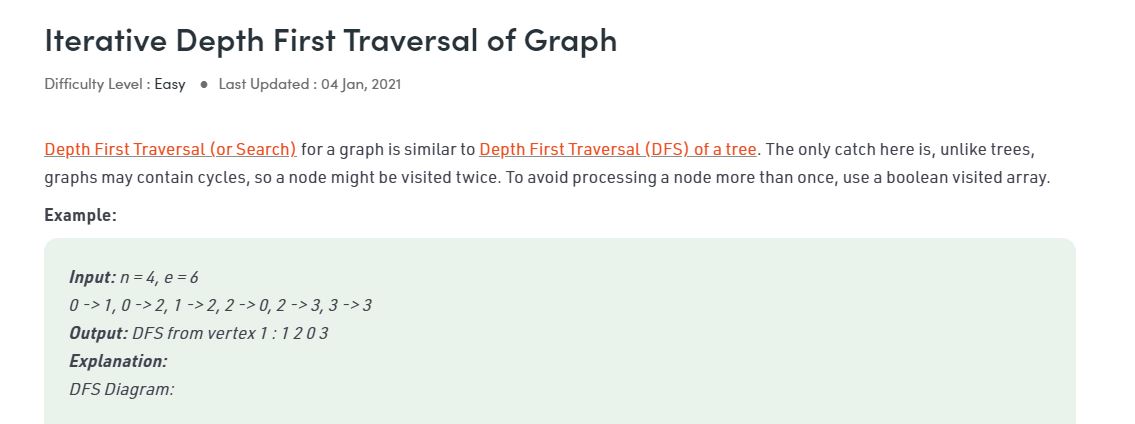 Iterative Depth First Traversal of Graph
Difficulty Level : Easy ● Last Updated : 04 Jan, 2021
Depth First Traversal (or Search) for a graph is similar to Depth First Traversal (DFS) of a tree. The only catch here is, unlike trees,
graphs may contain cycles, so a node might be visited twice. To avoid processing a node more than once, use a boolean visited array.
Example:
Input: n = 4, e = 6
0 -> 1, 0 -> 2, 1 -> 2, 2 -> 0, 2 -> 3, 3 -> 3
Output: DFS from vertex 1 : 1 2 0 3
Explanation:
DFS Diagram: